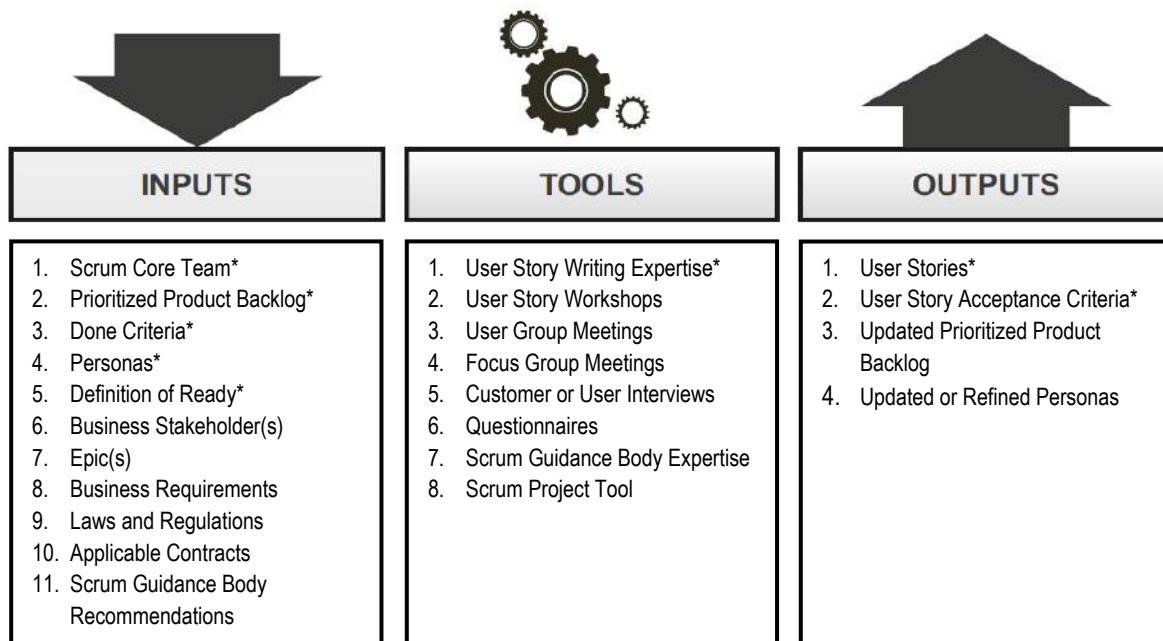 INPUTS
1. Scrum Core Team*
2. Prioritized Product Backlog*
3. Done Criteria*
4. Personas*
5. Definition of Ready*
6. Business Stakeholder(s)
7. Epic(s)
8. Business Requirements
9. Laws and Regulations
10. Applicable Contracts
11. Scrum Guidance Body
Recommendations
TOOLS
1. User Story Writing Expertise*
2. User Story Workshops
3. User Group Meetings
4. Focus Group Meetings
5. Customer or User Interviews
6. Questionnaires
7. Scrum Guidance Body Expertise
8. Scrum Project Tool
OUTPUTS
1. User Stories*
2. User Story Acceptance Criteria*
3. Updated Prioritized Product
Backlog
4. Updated or Refined Personas